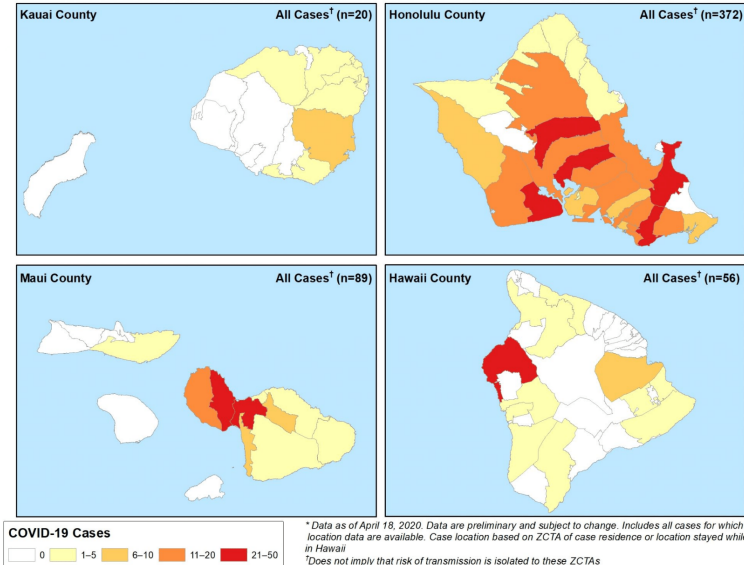 Kauai County
All Cases† (n=20)
Honolulu County
All Cases† (n=372)
Maui County
All Cases† (n=89)
Hawaii County
All Cases† (n=56)
COVID-19 Cases
0
1–5
6–10
11–20
21–50
* Data as of April 18, 2020. Data are preliminary and subject to change. Includes all cases for which
location data are available. Case location based on ZCTA of case residence or location stayed while
in Hawaii
†Does not imply that risk of transmission is isolated to these ZCTAs